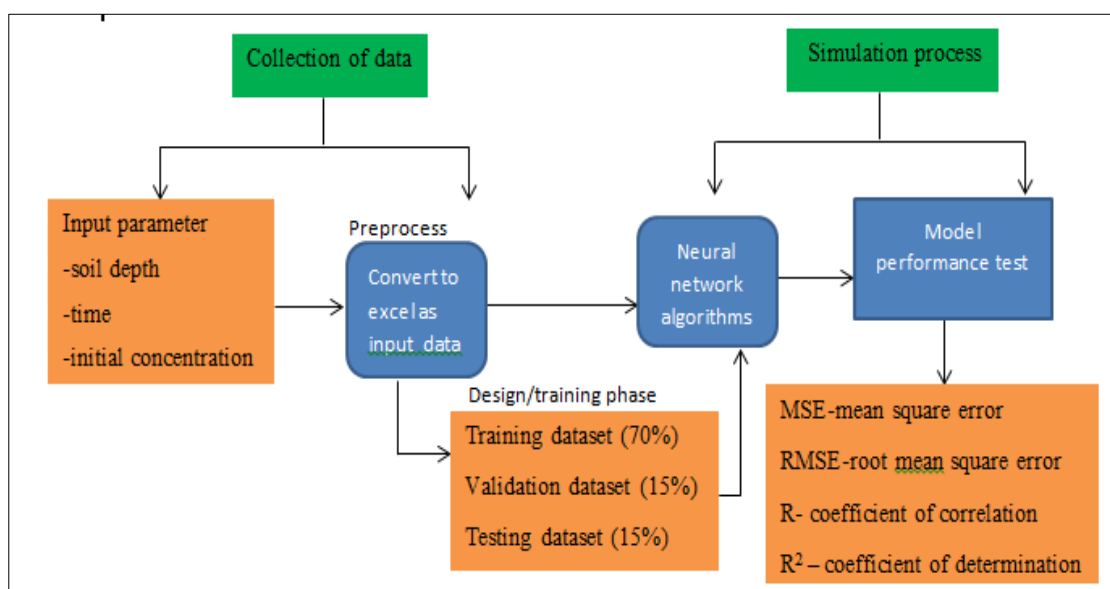 Collection of data
Simulation process
Input parameter
-soil depth
-time
-initial concentration
Preprocess
Convert to
excel as
input data
Neural
network
algorithms
Model
performance test
Design/training phase
Training dataset (70%)
Validation dataset (15%)
Testing dataset (15%)
MSE-mean square error
RMSE-root mean square error
R- coefficient of correlation
R² – coefficient of determination